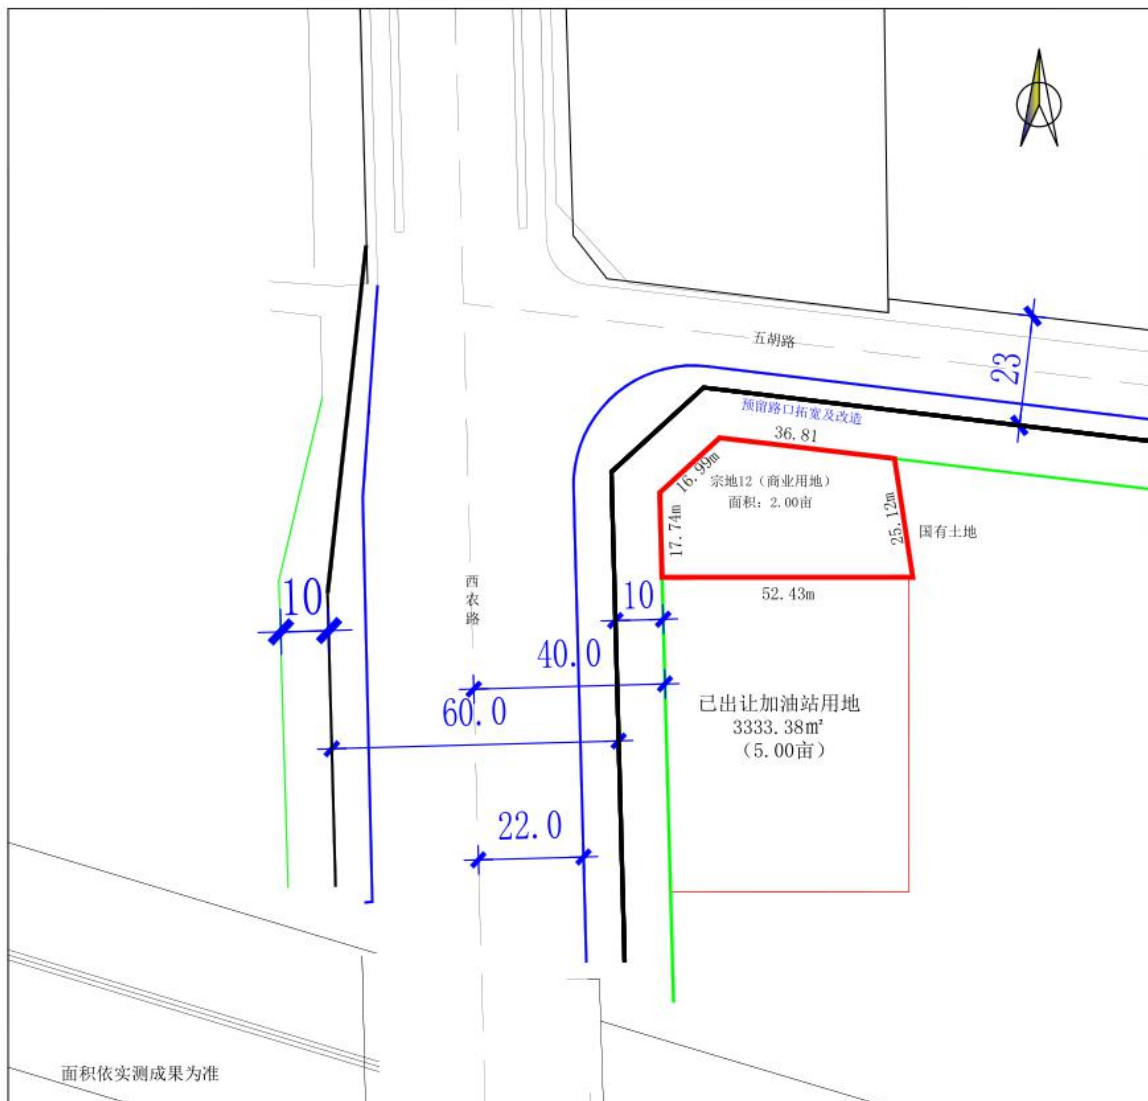 五胡路
23
预留路口拓宽及改造
36.81
16.99m
宗地12（商业用地）
面积：2.00亩
17.74m
25.12m
国有土地
52.43m
西农路
10
10
40.0
60.0
已出让加油站用地
3333.38㎡
（5.00亩）
22.0
面积依实测成果为准